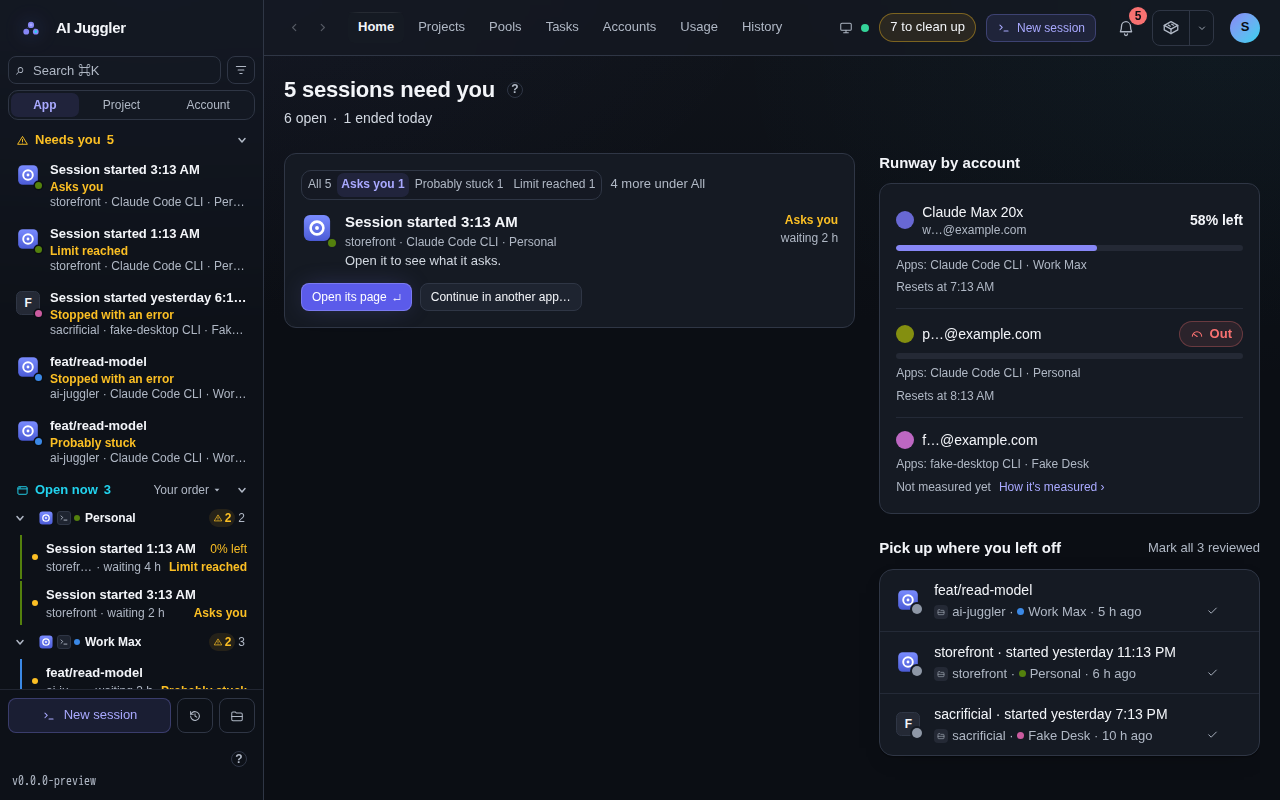 AI Juggler
Search ⌘K
App Project Account
Needs you 5
Session started 3:13 AM
Asks you
storefront · Claude Code CLI · Per…
Session started 1:13 AM
Limit reached
storefront · Claude Code CLI · Per…
F
Session started yesterday 6:1…
Stopped with an error
sacrificial · fake-desktop CLI · Fak…
feat/read-model
Stopped with an error
ai-juggler · Claude Code CLI · Wor…
feat/read-model
Probably stuck
ai-juggler · Claude Code CLI · Wor…
Open now 3 Your order
Personal 2 2
Session started 1:13 AM 0% left
storefr… · waiting 4 h Limit reached
Session started 3:13 AM
storefront · waiting 2 h Asks you
Work Max 2 3
feat/read-model
New session
?
v0.0.0-preview
Home Projects Pools Tasks Accounts Usage History
7 to clean up
New session
5
S
5 sessions need you ?
6 open · 1 ended today
All 5 Asks you 1 Probably stuck 1 Limit reached 1 4 more under All
Session started 3:13 AM Asks you
storefront · Claude Code CLI · Personal waiting 2 h
Open it to see what it asks.
Open its page ↵ Continue in another app…
Runway by account
Claude Max 20x 58% left
w…@example.com
Apps: Claude Code CLI · Work Max
Resets at 7:13 AM
p…@example.com Out
Apps: Claude Code CLI · Personal
Resets at 8:13 AM
f…@example.com
Apps: fake-desktop CLI · Fake Desk
Not measured yet How it's measured ›
Pick up where you left off Mark all 3 reviewed
feat/read-model
ai-juggler · Work Max · 5 h ago
storefront · started yesterday 11:13 PM
storefront · Personal · 6 h ago
F
sacrificial · started yesterday 7:13 PM
sacrificial · Fake Desk · 10 h ago